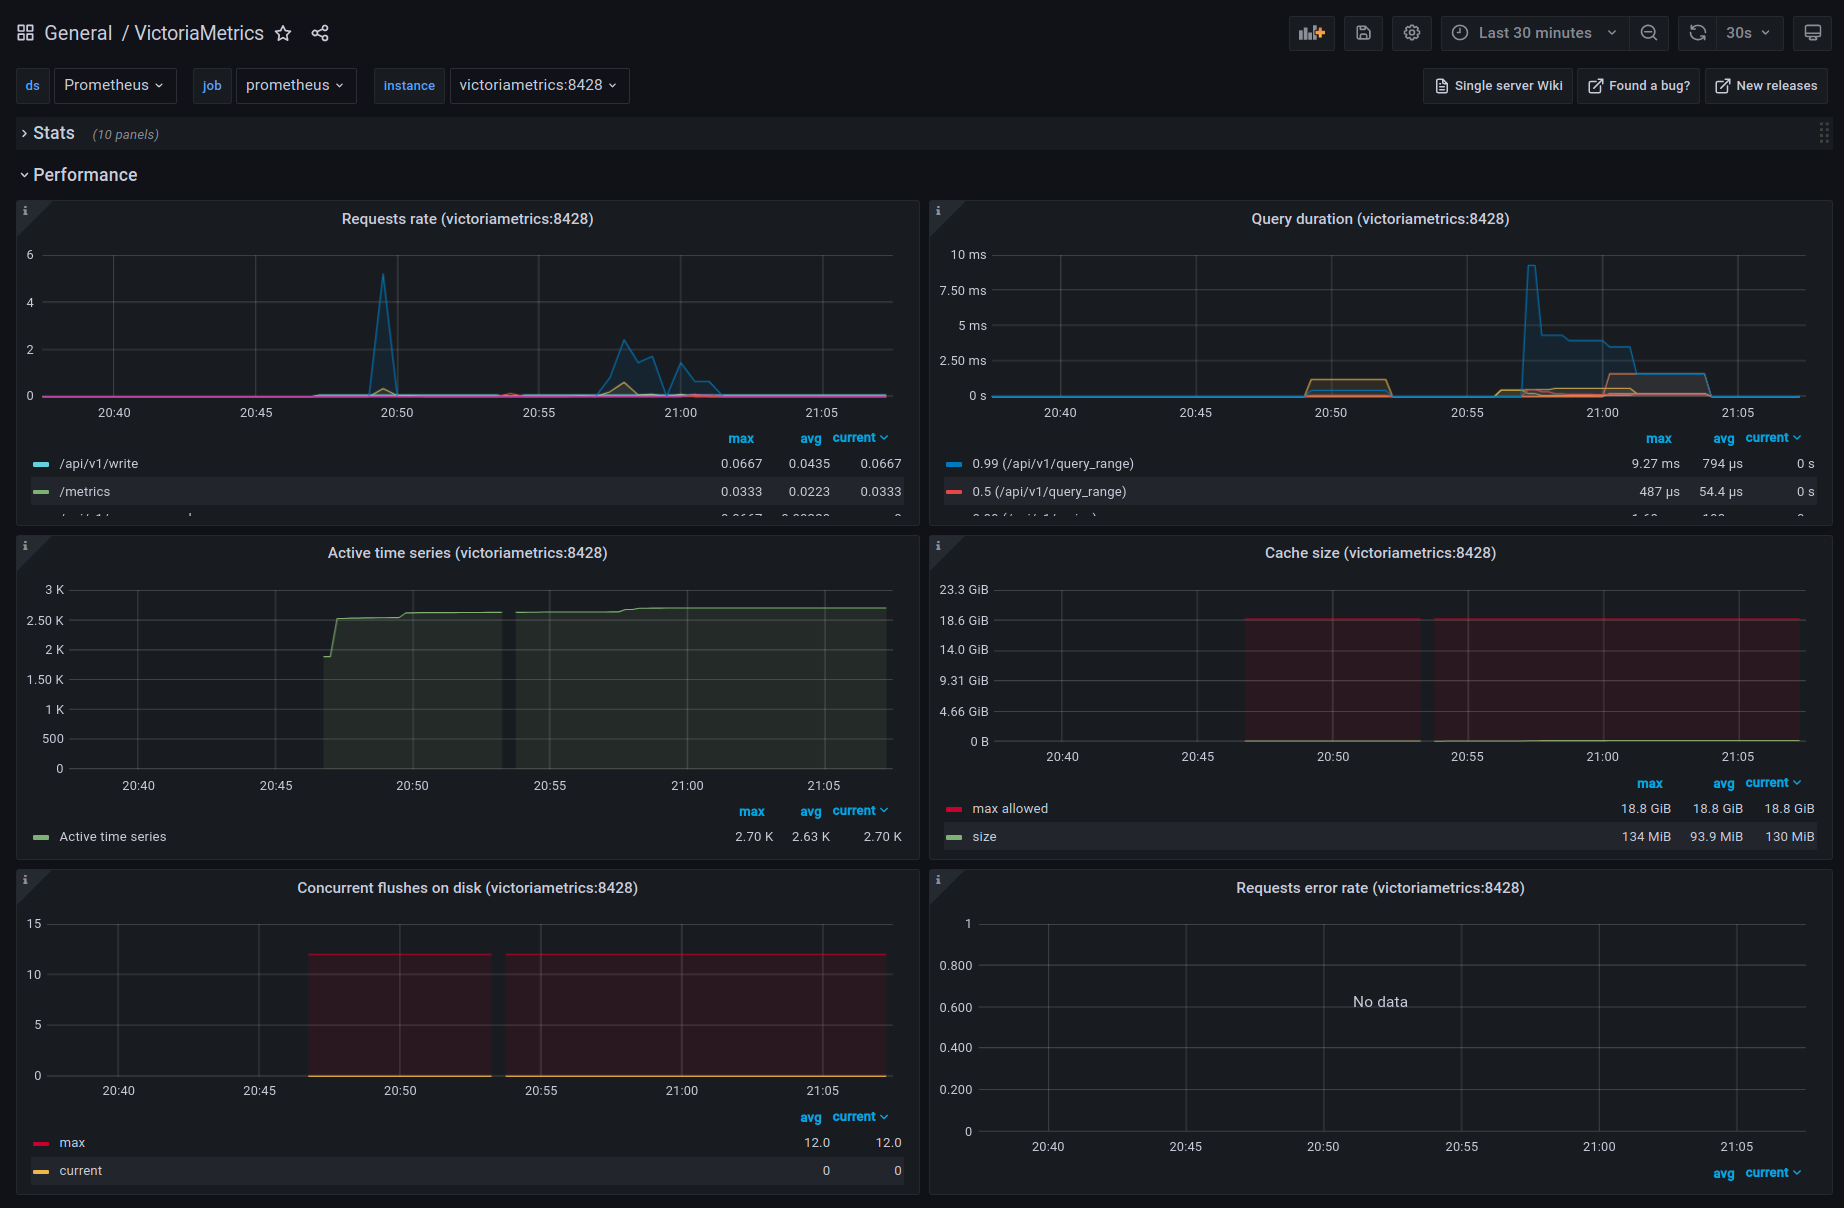 General / VictoriaMetrics
Last 30 minutes
30s
ds Prometheus job prometheus instance victoriametrics:8428
Single server Wiki Found a bug? New releases
Stats (10 panels)
Performance
Requests rate (victoriametrics:8428)
6
4
2
0
20:40 20:45 20:50 20:55 21:00 21:05
max avg current
/api/v1/write 0.0667 0.0435 0.0667
/metrics 0.0333 0.0223 0.0333
Query duration (victoriametrics:8428)
10 ms
7.50 ms
5 ms
2.50 ms
0 s
20:40 20:45 20:50 20:55 21:00 21:05
max avg current
0.99 (/api/v1/query_range) 9.27 ms 794 µs 0 s
0.5 (/api/v1/query_range) 487 µs 54.4 µs 0 s
Active time series (victoriametrics:8428)
3 K
2.50 K
2 K
1.50 K
1 K
500
0
20:40 20:45 20:50 20:55 21:00 21:05
max avg current
Active time series 2.70 K 2.63 K 2.70 K
Cache size (victoriametrics:8428)
23.3 GiB
18.6 GiB
14.0 GiB
9.31 GiB
4.66 GiB
0 B
20:40 20:45 20:50 20:55 21:00 21:05
max avg current
max allowed 18.8 GiB 18.8 GiB 18.8 GiB
size 134 MiB 93.9 MiB 130 MiB
Concurrent flushes on disk (victoriametrics:8428)
15
10
5
0
20:40 20:45 20:50 20:55 21:00 21:05
avg current
max 12.0 12.0
current 0 0
Requests error rate (victoriametrics:8428)
1
0.800
0.600
0.400
0.200
0
No data
20:40 20:45 20:50 20:55 21:00 21:05
avg current